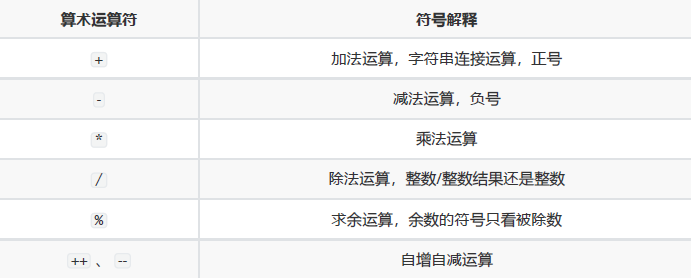 算术运算符 符号解释
+ 加法运算，字符串连接运算，正号
- 减法运算，负号
* 乘法运算
/ 除法运算，整数/整数结果还是整数
% 求余运算，余数的符号只看被除数
++ 、 -- 自增自减运算